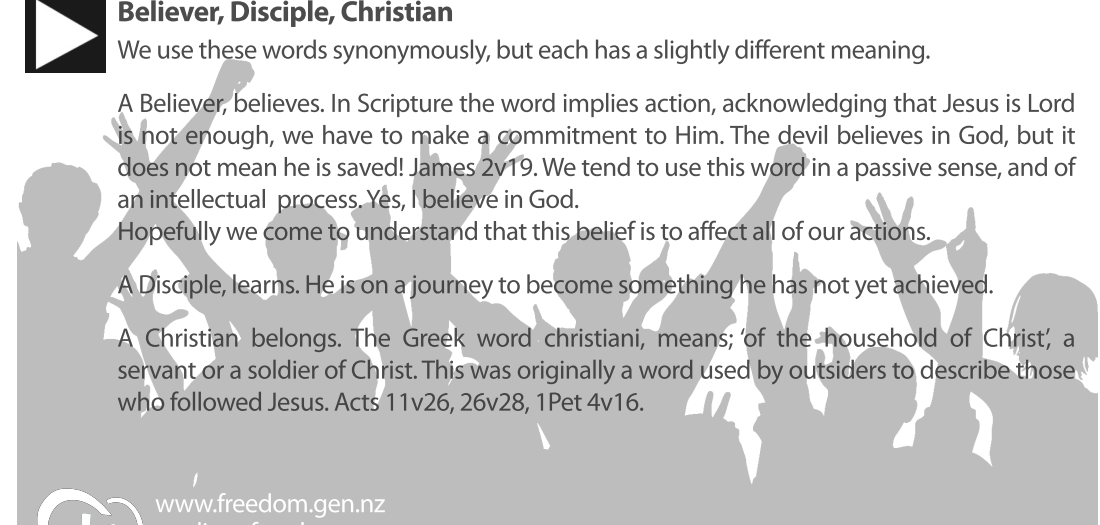 Believer, Disciple, Christian
We use these words synonymously, but each has a slightly different meaning.
A Believer, believes. In Scripture the word implies action, acknowledging that Jesus is Lord
is not enough, we have to make a commitment to Him. The devil believes in God, but it
does not mean he is saved! James 2v19. We tend to use this word in a passive sense, and of
an intellectual process. Yes, I believe in God.
Hopefully we come to understand that this belief is to affect all of our actions.
A Disciple, learns. He is on a journey to become something he has not yet achieved.
A Christian belongs. The Greek word christiani, means; ‘of the household of Christ’, a
servant or a soldier of Christ. This was originally a word used by outsiders to describe those
who followed Jesus. Acts 11v26, 26v28, 1Pet 4v16.
www.freedom.gen.nz